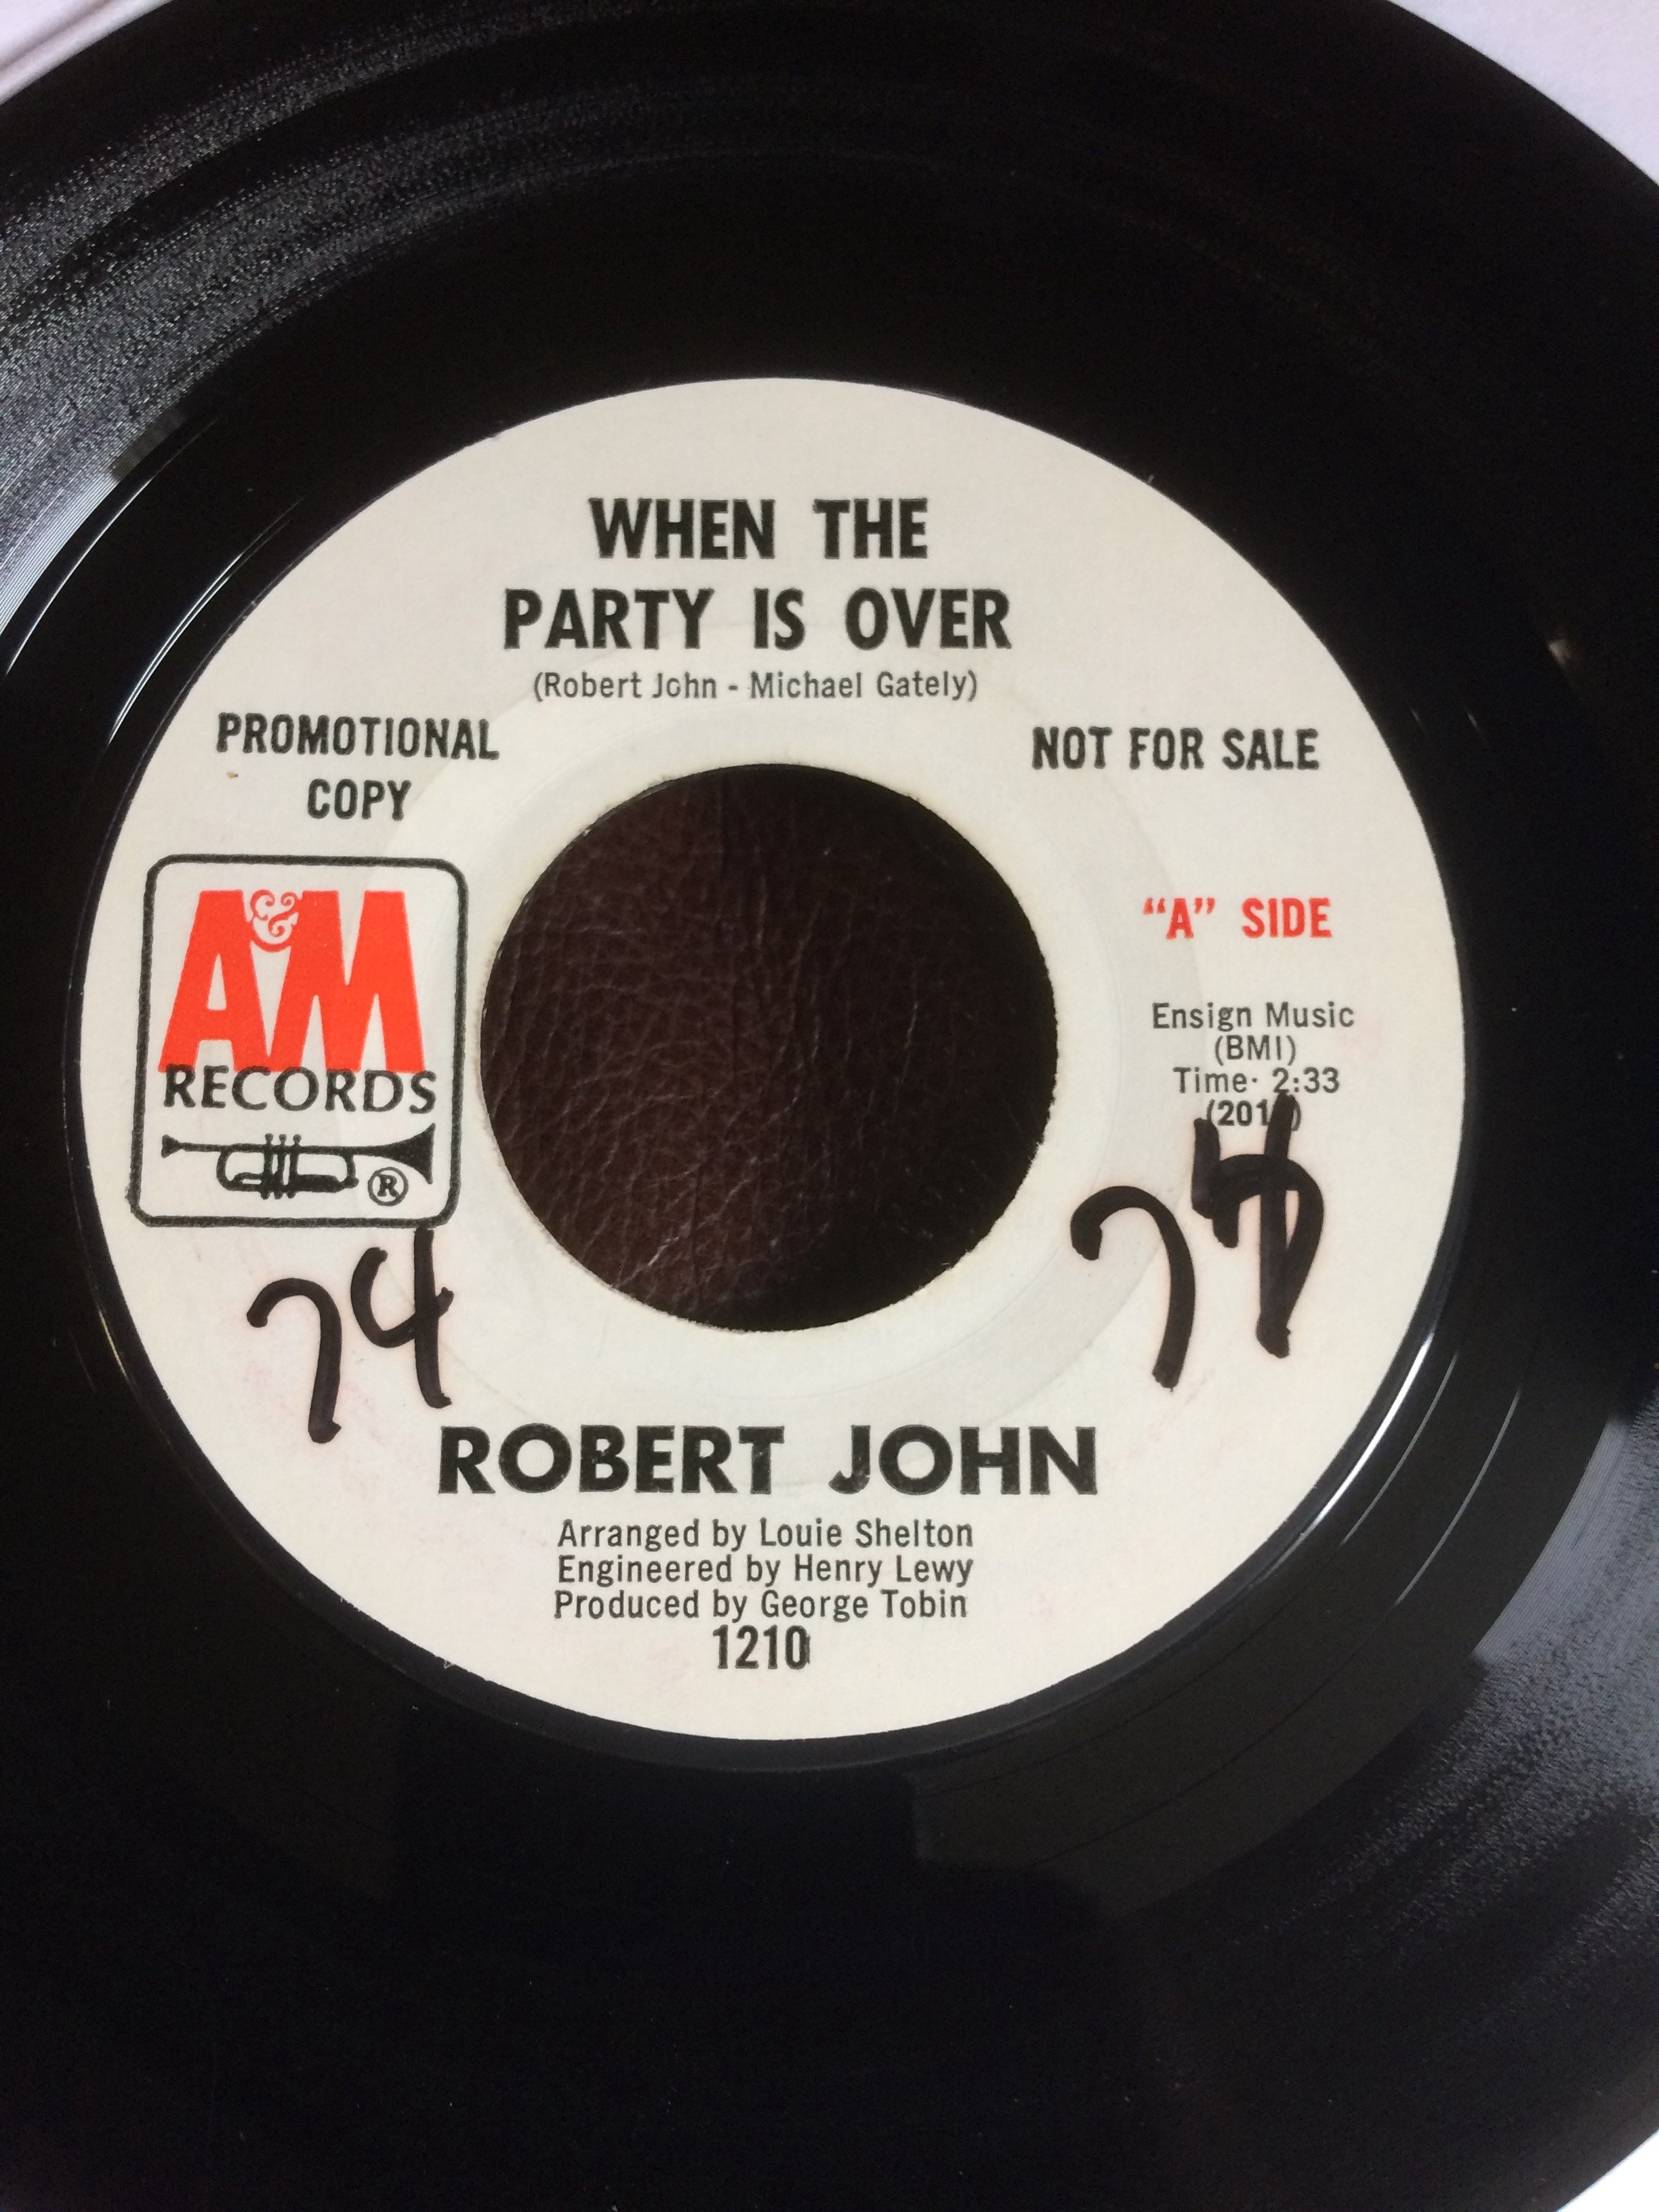 WHEN THE
PARTY IS OVER
(Robert John - Michael Gately)
PROMOTIONAL
COPY
NOT FOR SALE
A&M
RECORDS
®
"A" SIDE
Ensign Music
(BMI)
Time· 2:33
74
ROBERT JOHN
Arranged by Louie Shelton
Engineered by Henry Lewy
Produced by George Tobin
1210